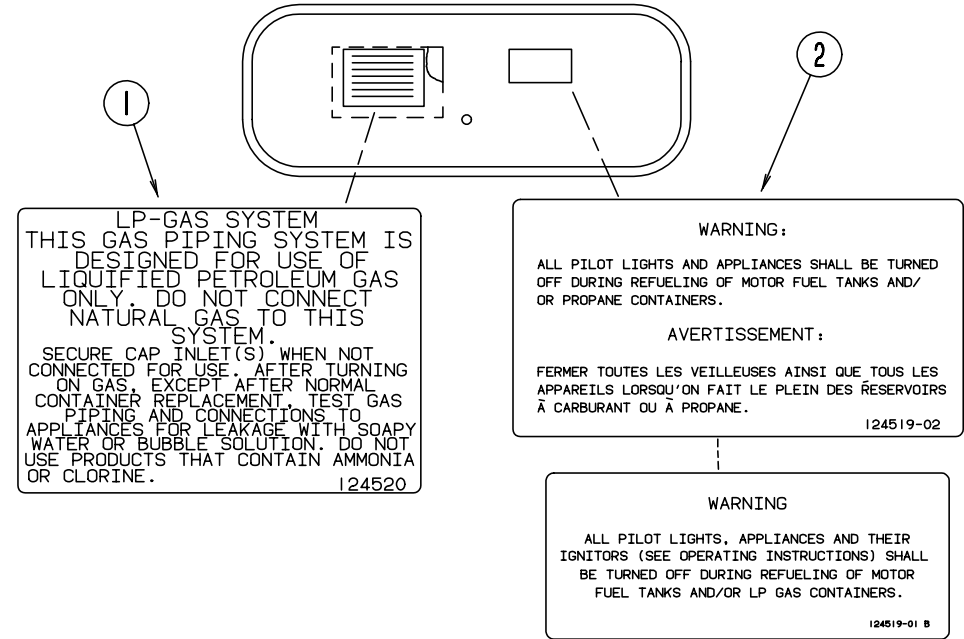 1
2
LP-GAS SYSTEM
THIS GAS PIPING SYSTEM IS
DESIGNED FOR USE OF
LIQUIFIED PETROLEUM GAS
ONLY. DO NOT CONNECT
NATURAL GAS TO THIS
SYSTEM.
SECURE CAP INLET(S) WHEN NOT
CONNECTED FOR USE. AFTER TURNING
ON GAS, EXCEPT AFTER NORMAL
CONTAINER REPLACEMENT, TEST GAS
PIPING AND CONNECTIONS TO
APPLIANCES FOR LEAKAGE WITH SOAPY
WATER OR BUBBLE SOLUTION. DO NOT
USE PRODUCTS THAT CONTAIN AMMONIA
OR CLORINE.
124520
WARNING:
ALL PILOT LIGHTS AND APPLIANCES SHALL BE TURNED
OFF DURING REFUELING OF MOTOR FUEL TANKS AND/
OR PROPANE CONTAINERS.
AVERTISSEMENT:
FERMER TOUTES LES VEILLEUSES AINSI QUE TOUS LES
APPAREILS LORSQU'ON FAIT LE PLEIN DES RESERVOIRS
À CARBURANT OU À PROPANE.
124519-02
WARNING
ALL PILOT LIGHTS, APPLIANCES AND THEIR
IGNITORS (SEE OPERATING INSTRUCTIONS) SHALL
BE TURNED OFF DURING REFUELING OF MOTOR
FUEL TANKS AND/OR LP GAS CONTAINERS.
124519-01 B